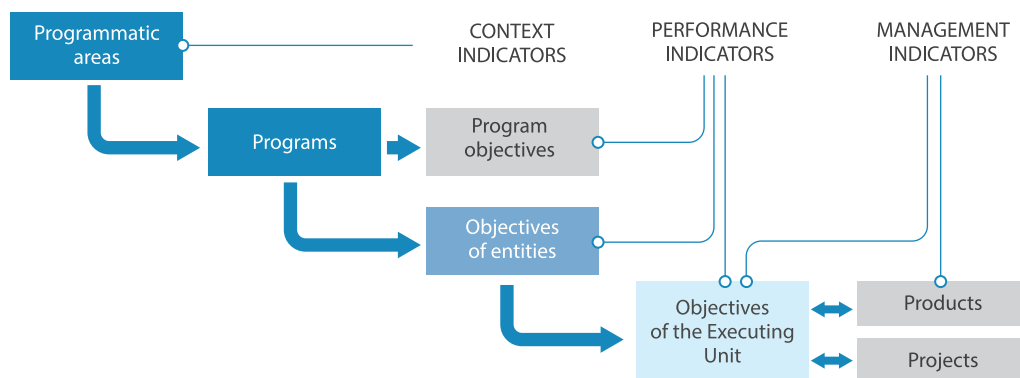 Programmatic
areas
CONTEXT
INDICATORS
PERFORMANCE
INDICATORS
MANAGEMENT
INDICATORS
Programs
Program
objectives
Objectives
of entities
Objectives
of the Executing
Unit
Products
Projects